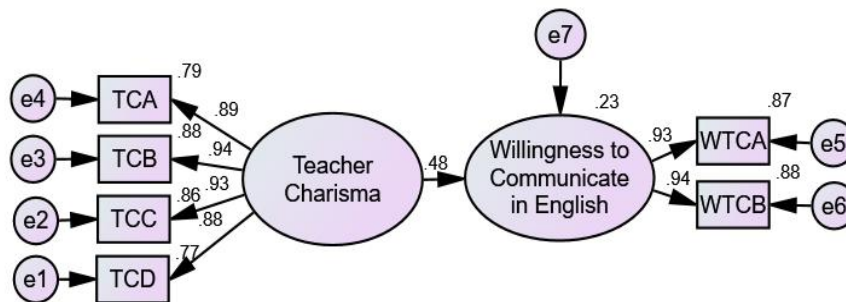 e7
.79
e4
TCA
.89
.23
.87
.88
e3
TCB
.94
Teacher
Charisma
.48
Willingness to
Communicate
in English
.93
WTCA
e5
.86
.93
e2
TCC
.88
.94
WTCB
.88
e6
.77
e1
TCD